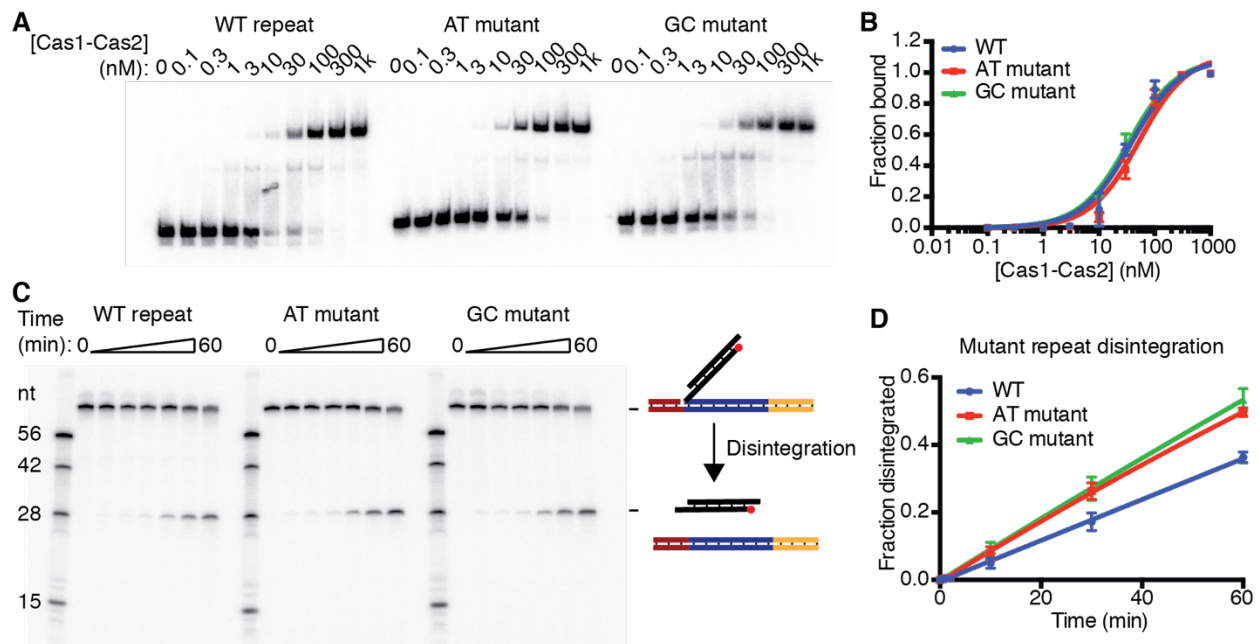 A
WT repeat
AT mutant
GC mutant
[Cas1-Cas2]
(nM):
0 0.1 0.3 1 3 10 30 100 300 1k
0 0.1 0.3 1 3 10 30 100 300 1k
0 0.1 0.3 1 3 10 30 100 300 1k
B
Fraction bound
1.2
1.0
0.8
0.6
0.4
0.2
0.0
WT
AT mutant
GC mutant
0.01 0.1 1 10 100 1000
[Cas1-Cas2] (nM)
C
Time
(min):
WT repeat
AT mutant
GC mutant
0 60
0 60
0 60
nt
56
42
28
15
Disintegration
D
Mutant repeat disintegration
Fraction disintegrated
0.6
0.4
0.2
0.0
WT
AT mutant
GC mutant
0 20 40 60
Time (min)